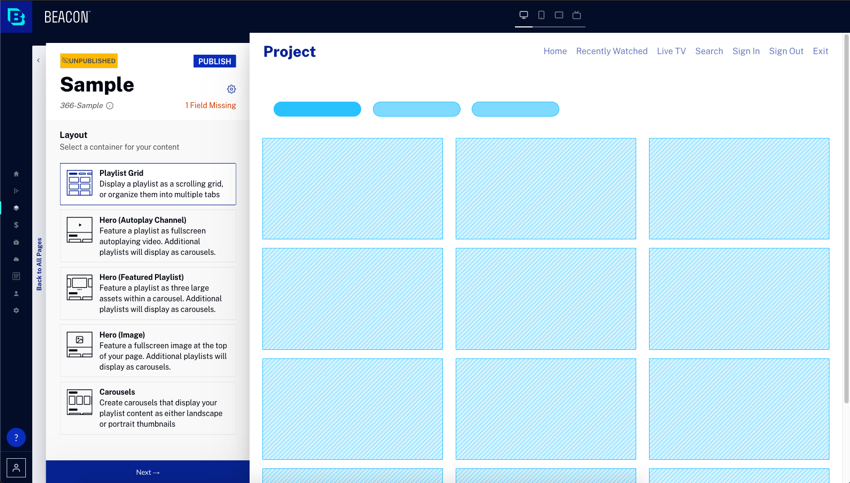 BEACON
UNPUBLISHED
PUBLISH
Sample
366-Sample
1 Field Missing
Layout
Select a container for your content
Playlist Grid
Display a playlist as a scrolling grid,
or organize them into multiple tabs
Hero (Autoplay Channel)
Feature a playlist as fullscreen
autoplaying video. Additional
playlists will display as carousels.
Hero (Featured Playlist)
Feature a playlist as three large
assets within a carousel. Additional
playlists will display as carousels.
Hero (Image)
Feature a fullscreen image at the top
of your page. Additional playlists will
display as carousels.
Carousels
Create carousels that display your
playlist content as either landscape
or portrait thumbnails
Next →
Back to All Pages
?
Project
Home Recently Watched Live TV Search Sign In Sign Out Exit